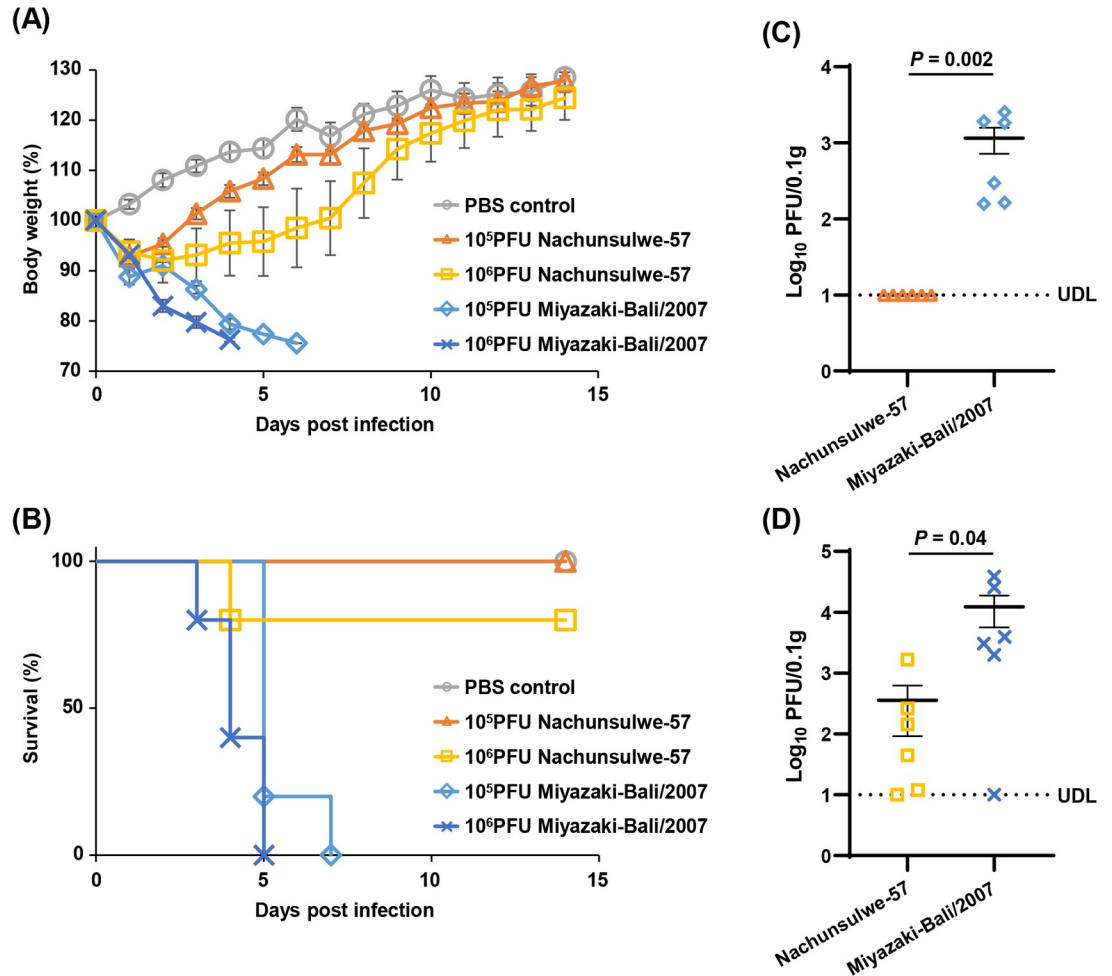 (A)
130
120
110
100
90
80
70
Body weight (%)
0
5
10
15
Days post infection
PBS control
10⁵PFU Nachunsulwe-57
10⁶PFU Nachunsulwe-57
10⁵PFU Miyazaki-Bali/2007
10⁶PFU Miyazaki-Bali/2007
(B)
100
50
0
Survival (%)
0
5
10
15
Days post infection
PBS control
10⁵PFU Nachunsulwe-57
10⁶PFU Nachunsulwe-57
10⁵PFU Miyazaki-Bali/2007
10⁶PFU Miyazaki-Bali/2007
(C)
P = 0.002
4
3
2
1
0
Log₁₀ PFU/0.1g
UDL
Nachunsulwe-57
Miyazaki-Bali/2007
(D)
P = 0.04
5
4
3
2
1
0
Log₁₀ PFU/0.1g
UDL
Nachunsulwe-57
Miyazaki-Bali/2007